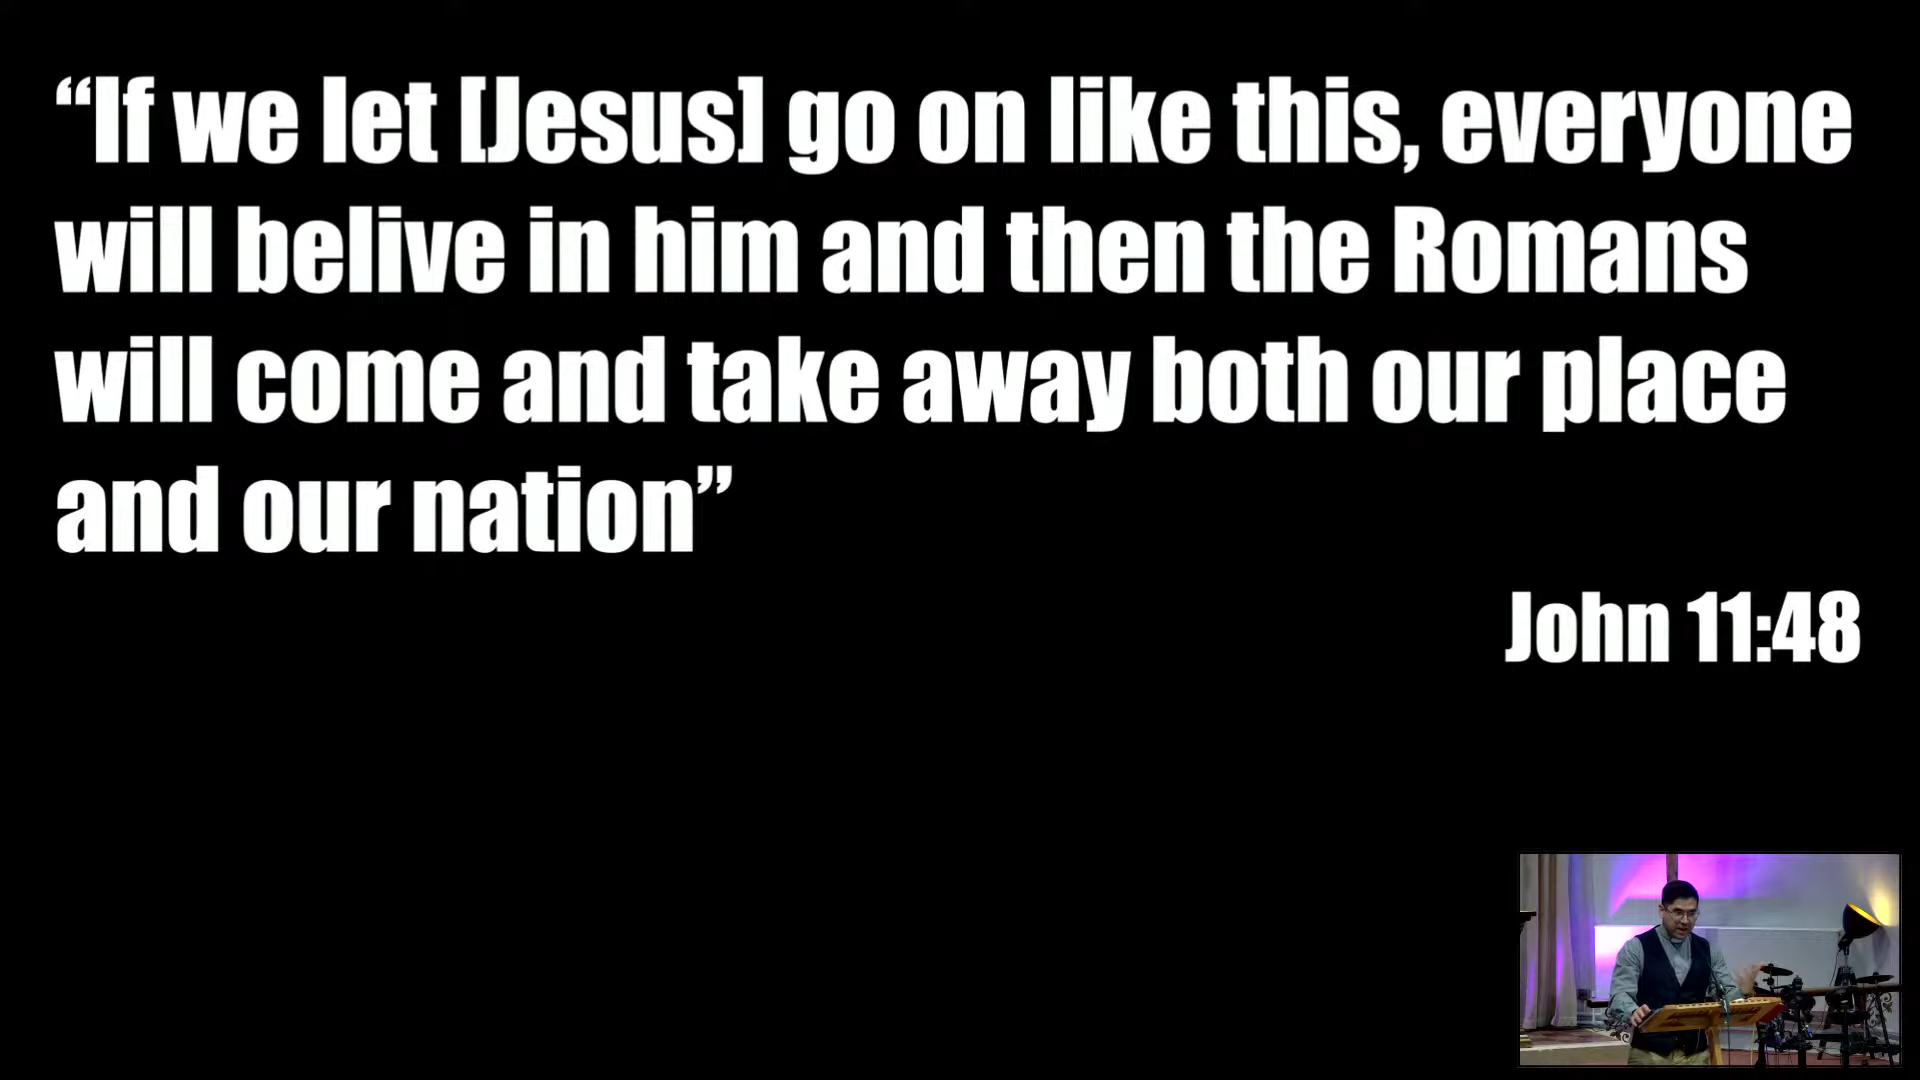 “If we let [Jesus] go on like this, everyone
will belive in him and then the Romans
will come and take away both our place
and our nation”
John 11:48